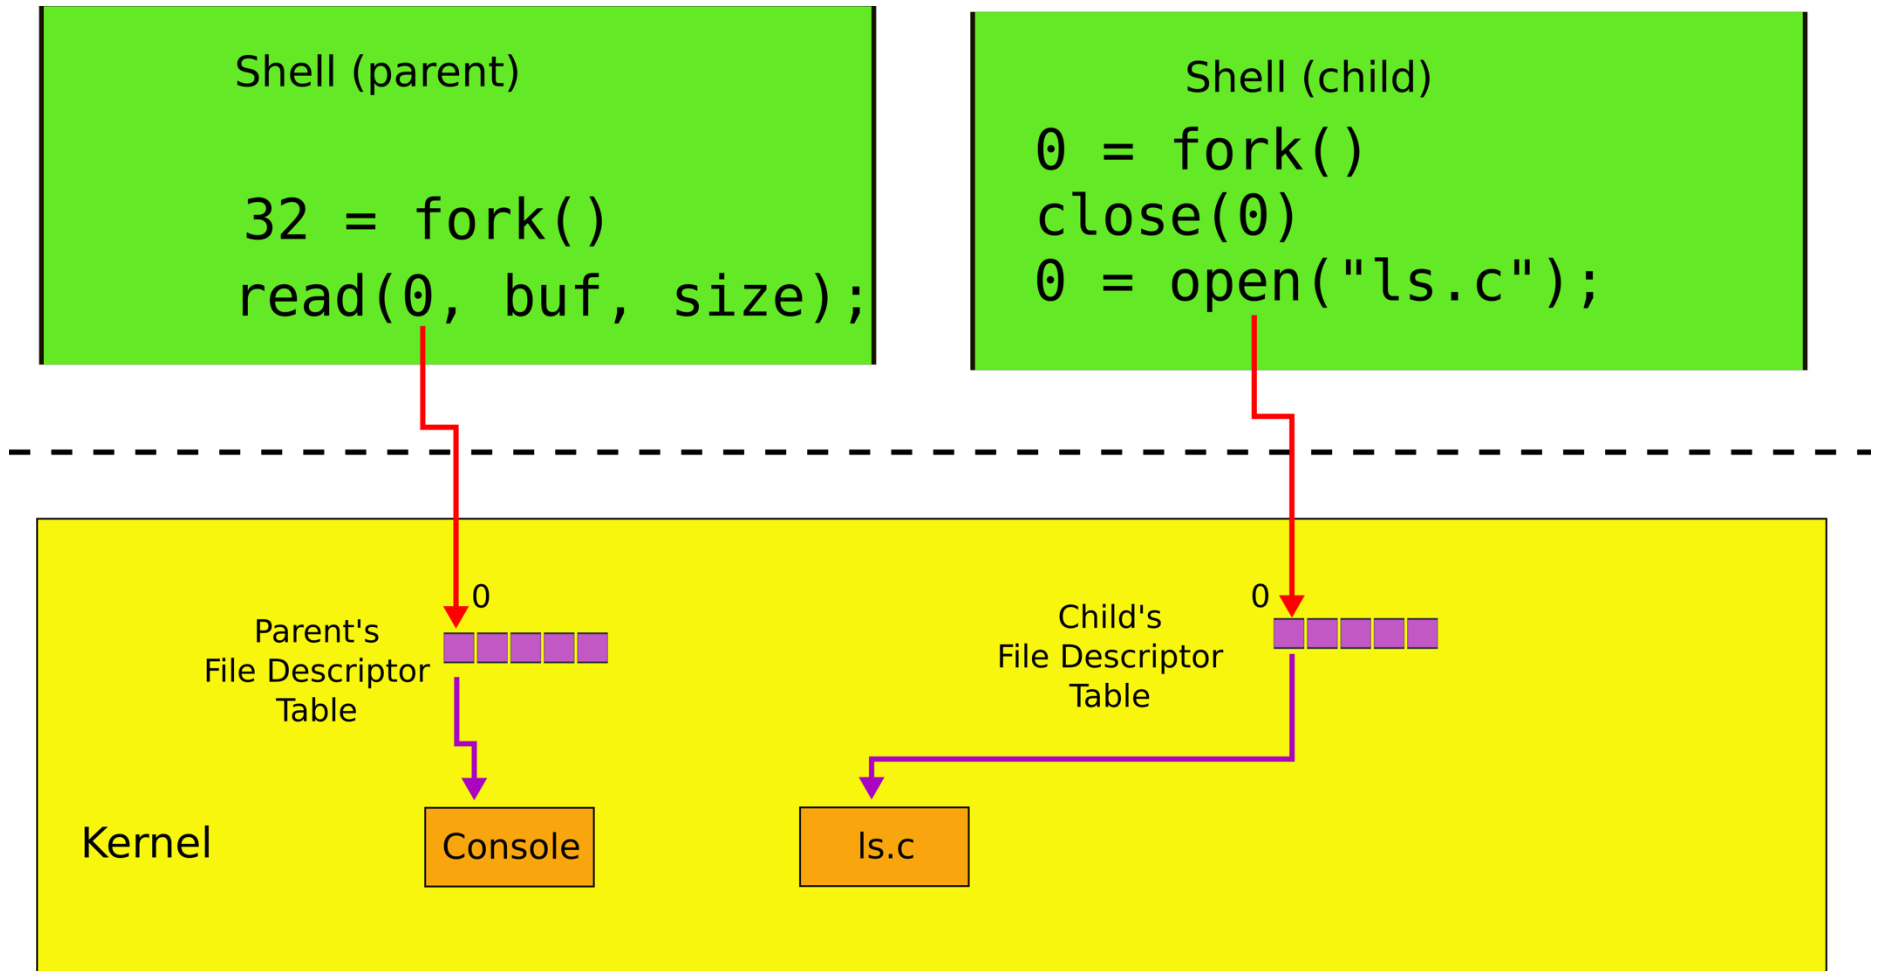 Shell (parent)
32 = fork()
read(0, buf, size);
Shell (child)
0 = fork()
close(0)
0 = open("ls.c");
0
Parent's
File Descriptor
Table
0
Child's
File Descriptor
Table
Kernel
Console
ls.c